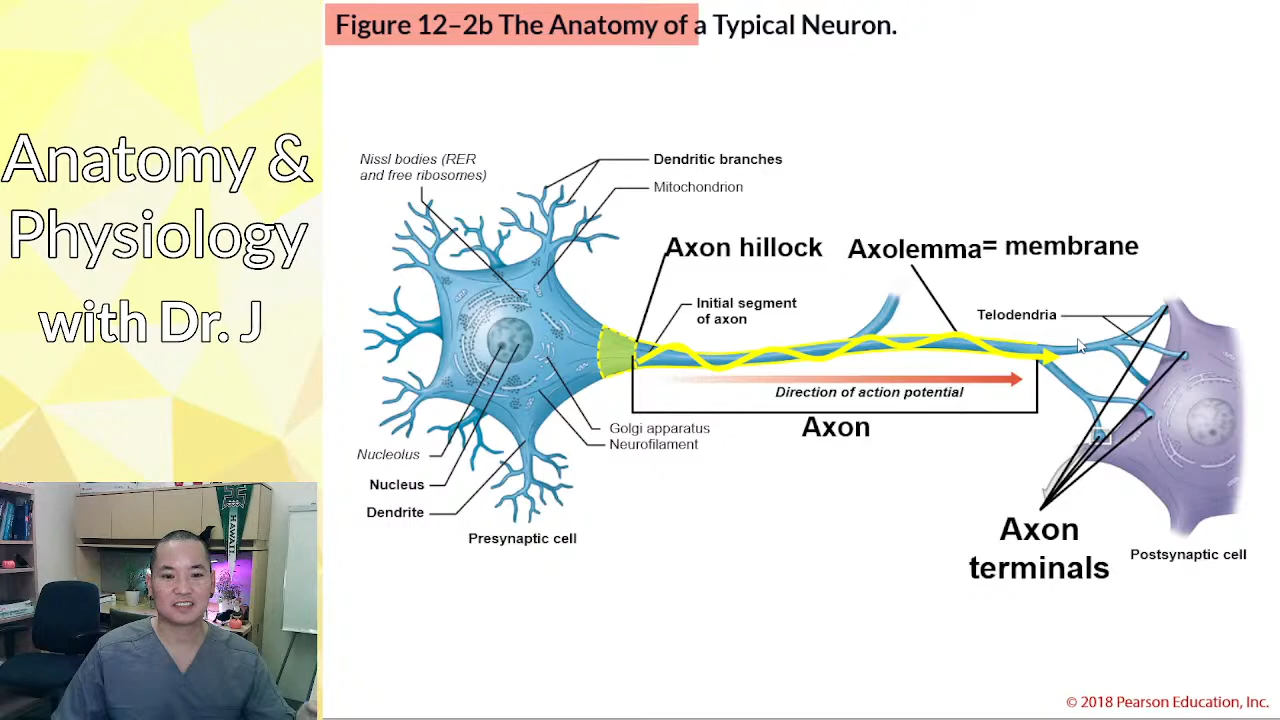 Figure 12–2b The Anatomy of a Typical Neuron.
Anatomy &
Physiology
with Dr. J
Nissl bodies (RER
and free ribosomes)
Dendritic branches
Mitochondrion
Axon hillock
Axolemma= membrane
Initial segment
of axon
Telodendria
Direction of action potential
Axon
Golgi apparatus
Neurofilament
Nucleolus
Nucleus
Dendrite
Presynaptic cell
Axon
terminals
Postsynaptic cell
HAWAII
© 2018 Pearson Education, Inc.